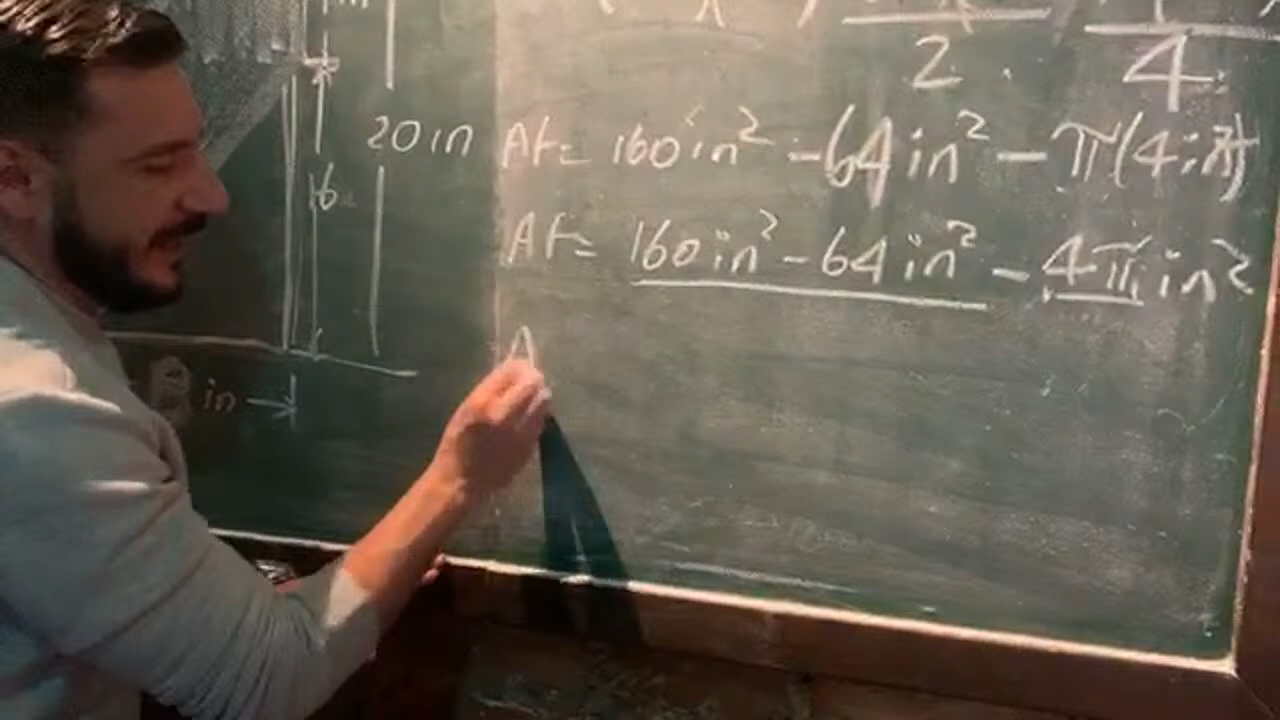 2 4
20 in
At = 160 in² - 64 in² - π(4 in²)
16
At = 160 in² - 64 in² - 4π in²
A
8 in